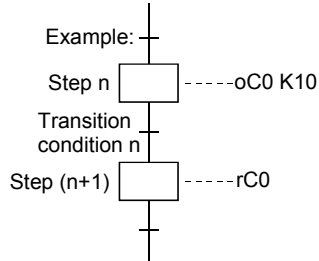 Example:
Step n
oC0 K10
Transition
condition n
Step (n+1)
rC0